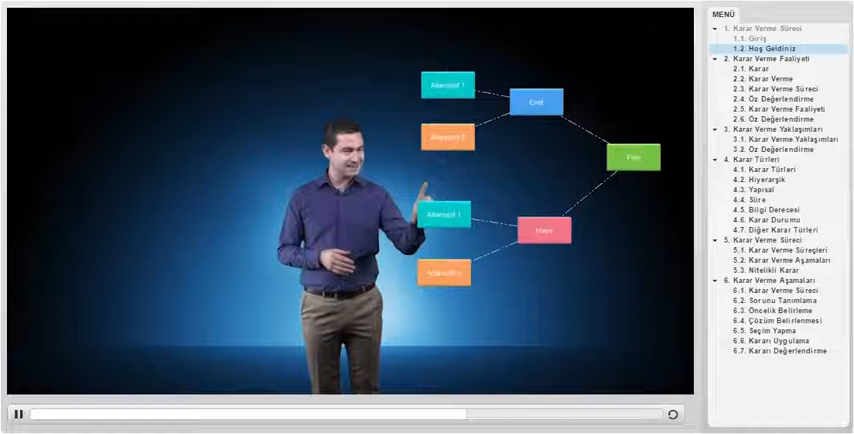 Alternatif 1
Evet
Alternatif 2
Fikir
Alternatif 1
Hayır
Alternatif 2
MENÜ
1. Karar Verme Süreci
1.1. Giriş
1.2. Hoş Geldiniz
2. Karar Verme Faaliyeti
2.1. Karar
2.2. Karar Verme
2.3. Karar Verme Süreci
2.4. Öz Değerlendirme
2.5. Karar Verme Faaliyeti
2.6. Öz Değerlendirme
3. Karar Verme Yaklaşımları
3.1. Karar Verme Yaklaşımları
3.2. Öz Değerlendirme
4. Karar Türleri
4.1. Karar Türleri
4.2. Hiyerarşik
4.3. Yapısal
4.4. Süre
4.5. Bilgi Derecesi
4.6. Karar Durumu
4.7. Diğer Karar Türleri
5. Karar Verme Süreci
5.1. Karar Verme Süreçleri
5.2. Karar Verme Aşamaları
5.3. Nitelikli Karar
6. Karar Verme Aşamaları
6.1. Karar Verme Süreci
6.2. Sorunu Tanımlama
6.3. Öncelik Belirleme
6.4. Çözüm Belirlenmesi
6.5. Seçim Yapma
6.6. Kararı Uygulama
6.7. Kararı Değerlendirme